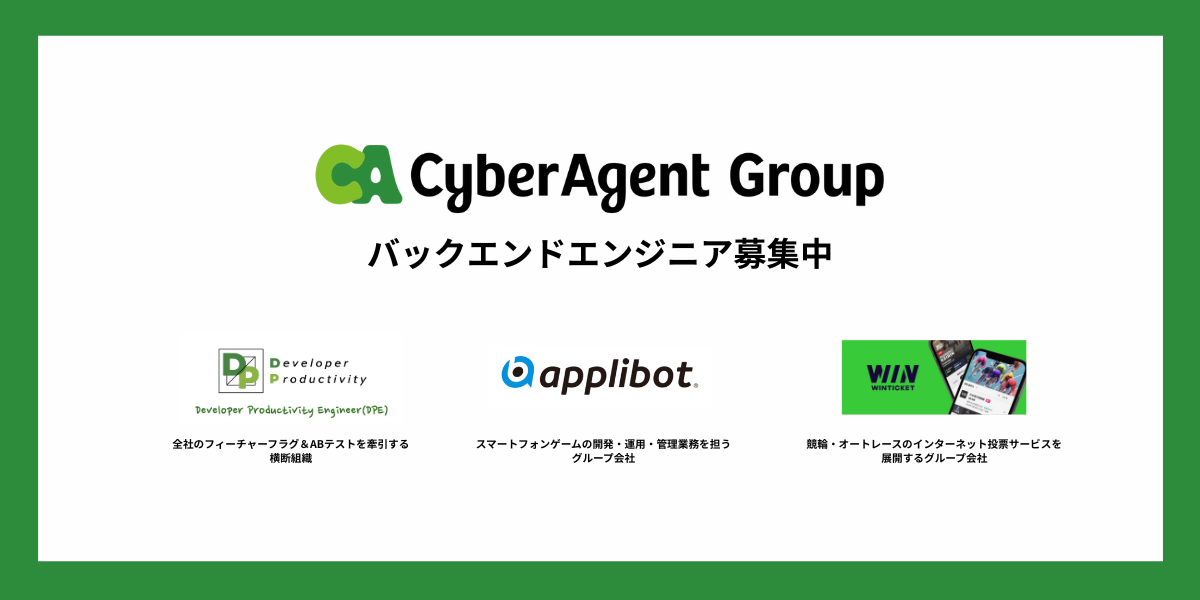 CA CyberAgent Group
バックエンドエンジニア募集中
DP Developer Productivity
Developer Productivity Engineer(DPE)
全社のフィーチャーフラグ＆ABテストを牽引する
横断組織
applibot®
スマートフォンゲームの開発・運用・管理業務を担う
グループ会社
WIN
WINTICKET
競輪・オートレースのインターネット投票サービスを
展開するグループ会社